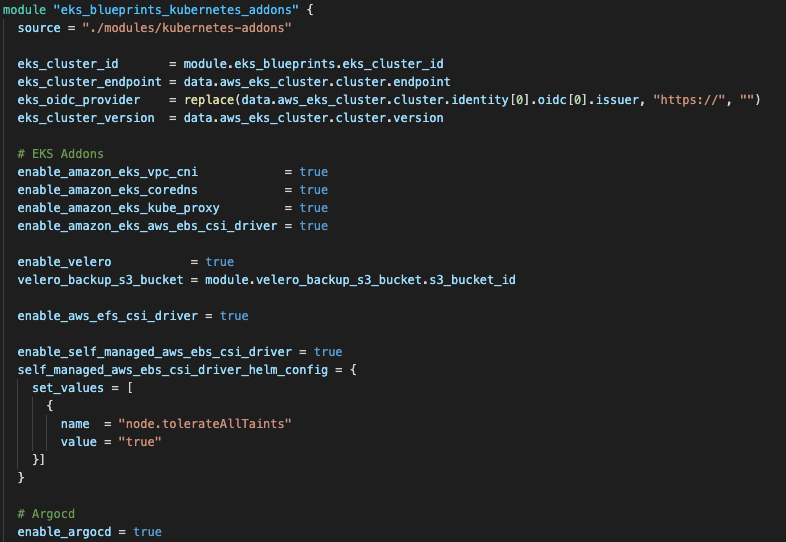 module "eks_blueprints_kubernetes_addons" {
  source = "./modules/kubernetes-addons"

  eks_cluster_id       = module.eks_blueprints.eks_cluster_id
  eks_cluster_endpoint = data.aws_eks_cluster.cluster.endpoint
  eks_oidc_provider    = replace(data.aws_eks_cluster.cluster.identity[0].oidc[0].issuer, "https://", "")
  eks_cluster_version  = data.aws_eks_cluster.cluster.version

  # EKS Addons
  enable_amazon_eks_vpc_cni            = true
  enable_amazon_eks_coredns            = true
  enable_amazon_eks_kube_proxy         = true
  enable_amazon_eks_aws_ebs_csi_driver = true

  enable_velero           = true
  velero_backup_s3_bucket = module.velero_backup_s3_bucket.s3_bucket_id

  enable_aws_efs_csi_driver = true

  enable_self_managed_aws_ebs_csi_driver = true
  self_managed_aws_ebs_csi_driver_helm_config = {
    set_values = [
      {
        name  = "node.tolerateAllTaints"
        value = "true"
    }]
  }

  # Argocd
  enable_argocd = true